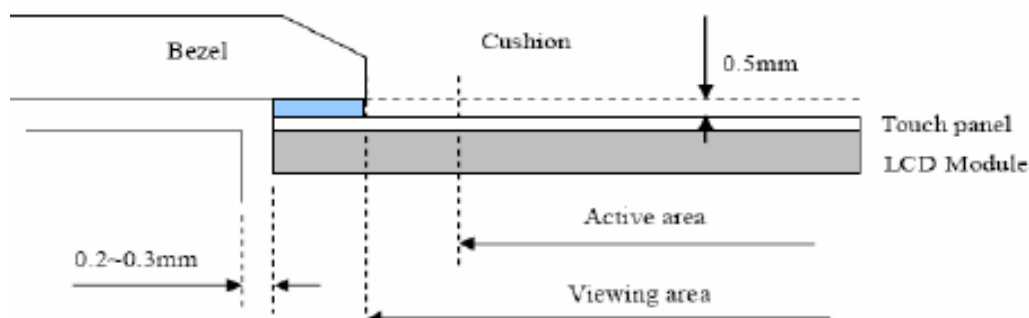 Cushion
Bezel
0.5mm
Touch panel
LCD Module
Active area
0.2~0.3mm
Viewing area